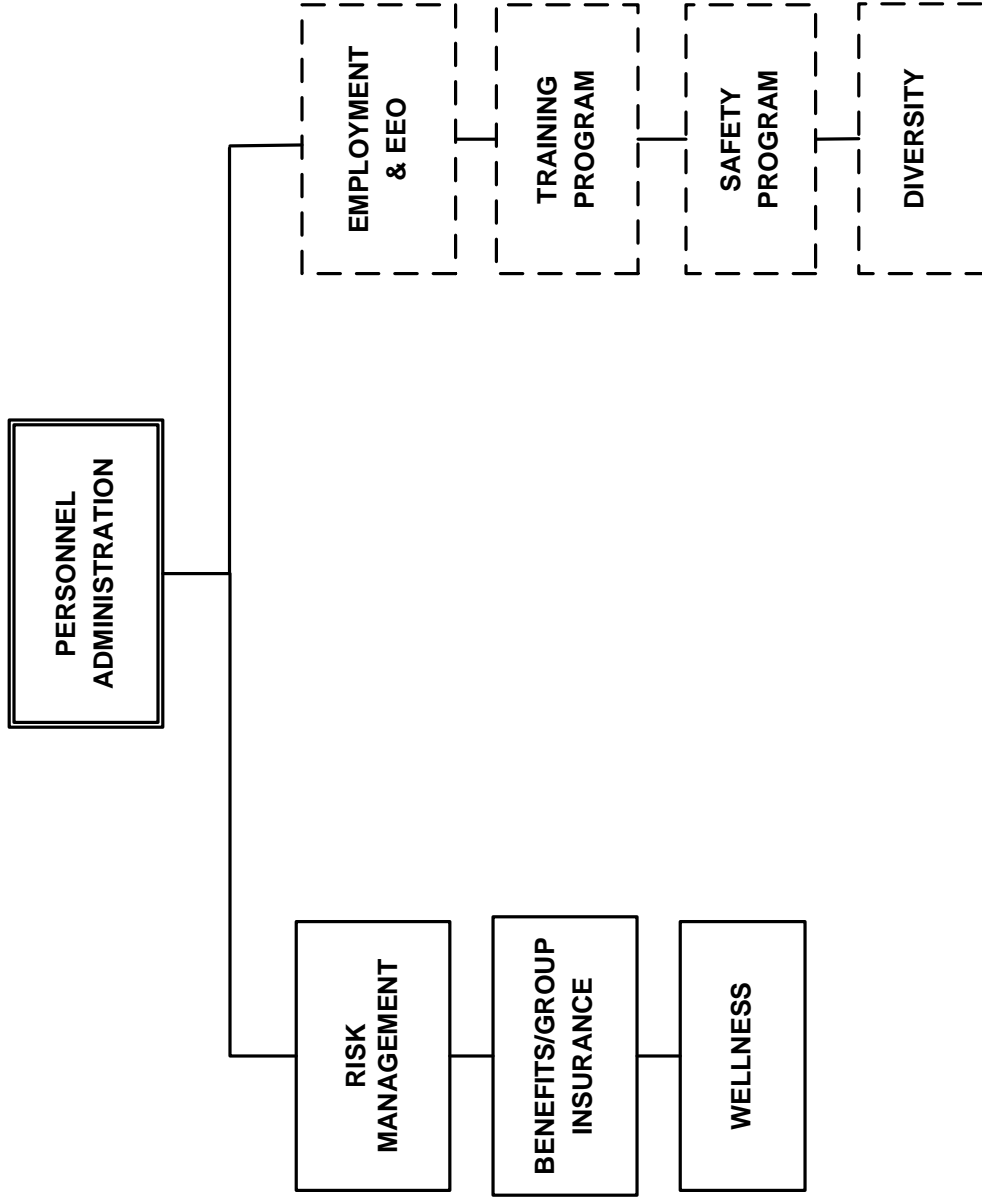 PERSONNEL
ADMINISTRATION
RISK
MANAGEMENT
BENEFITS/GROUP
INSURANCE
WELLNESS
EMPLOYMENT
& EEO
TRAINING
PROGRAM
SAFETY
PROGRAM
DIVERSITY